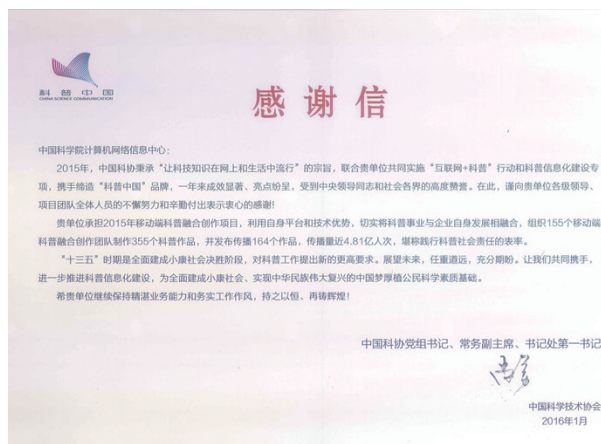 科普中国
CHINA SCIENCE COMMUNICATION
感谢信
中国科学院计算机网络信息中心：
2015年，中国科协秉承“让科技知识在网上和生活中流行”的宗旨，联合贵单位共同实施“互联网+科普”行动和科普信息化建设专
项，携手缔造“科普中国”品牌，一年来成效显著、亮点纷呈，受到中央领导同志和社会各界的高度赞誉。在此，谨向贵单位各级领导、
项目团队全体人员的不懈努力和辛勤付出表示衷心的感谢!
贵单位承担2015年移动端科普融合创作项目，利用自身平台和技术优势，切实将科普事业与企业自身发展相融合，组织155个移动端
科普融合创作团队制作355个科普作品，并发布传播164个作品，传播量近4.81亿人次，堪称践行科普社会责任的表率。
“十三五”时期是全面建成小康社会决胜阶段，对科普工作提出新的更高要求。展望未来，任重道远，充分期盼。让我们共同携手，
进一步推进科普信息化建设，为全面建成小康社会、实现中华民族伟大复兴的中国梦厚植公民科学素质基础。
希贵单位继续保持精湛业务能力和务实工作作风，持之以恒、再铸辉煌!
中国科协党组书记、常务副主席、书记处第一书记
中国科学技术协会
2016年1月